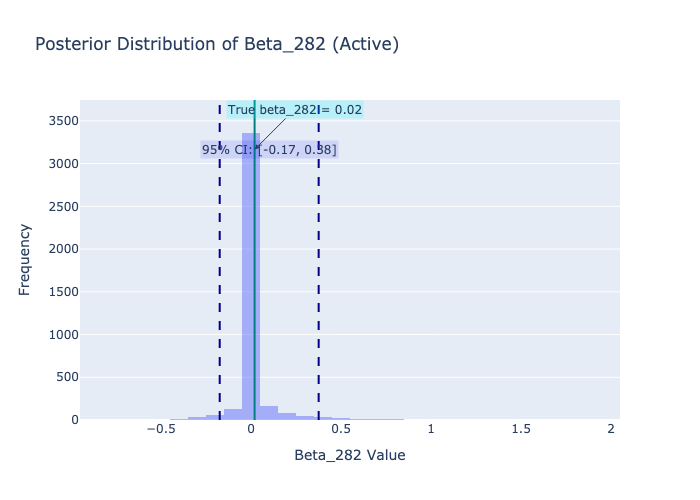 Posterior Distribution of Beta_282 (Active)
True beta_282 = 0.02
95% CI: [-0.17, 0.38]
3500
3000
2500
2000
1500
1000
500
0
Frequency
−0.5
0
0.5
1
1.5
2
Beta_282 Value